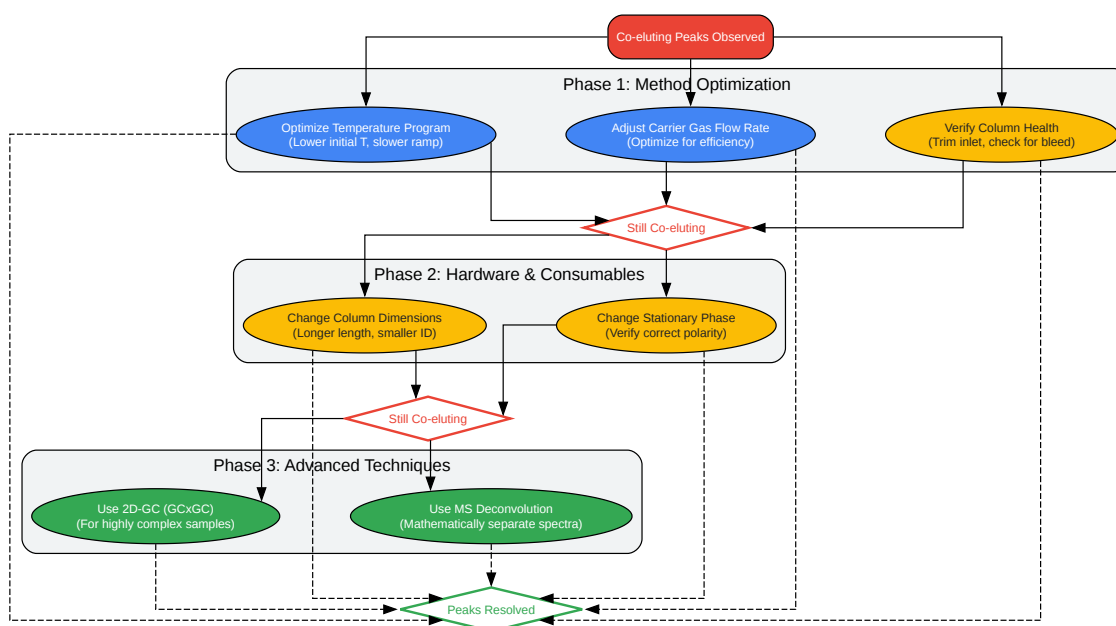 Co-eluting Peaks Observed
Phase 1: Method Optimization
Optimize Temperature Program
(Lower initial T, slower ramp)
Adjust Carrier Gas Flow Rate
(Optimize for efficiency)
Verify Column Health
(Trim inlet, check for bleed)
Still Co-eluting
Phase 2: Hardware & Consumables
Change Column Dimensions
(Longer length, smaller ID)
Change Stationary Phase
(Verify correct polarity)
Still Co-eluting
Phase 3: Advanced Techniques
Use 2D-GC (GCxGC)
(For highly complex samples)
Use MS Deconvolution
(Mathematically separate spectra)
Peaks Resolved